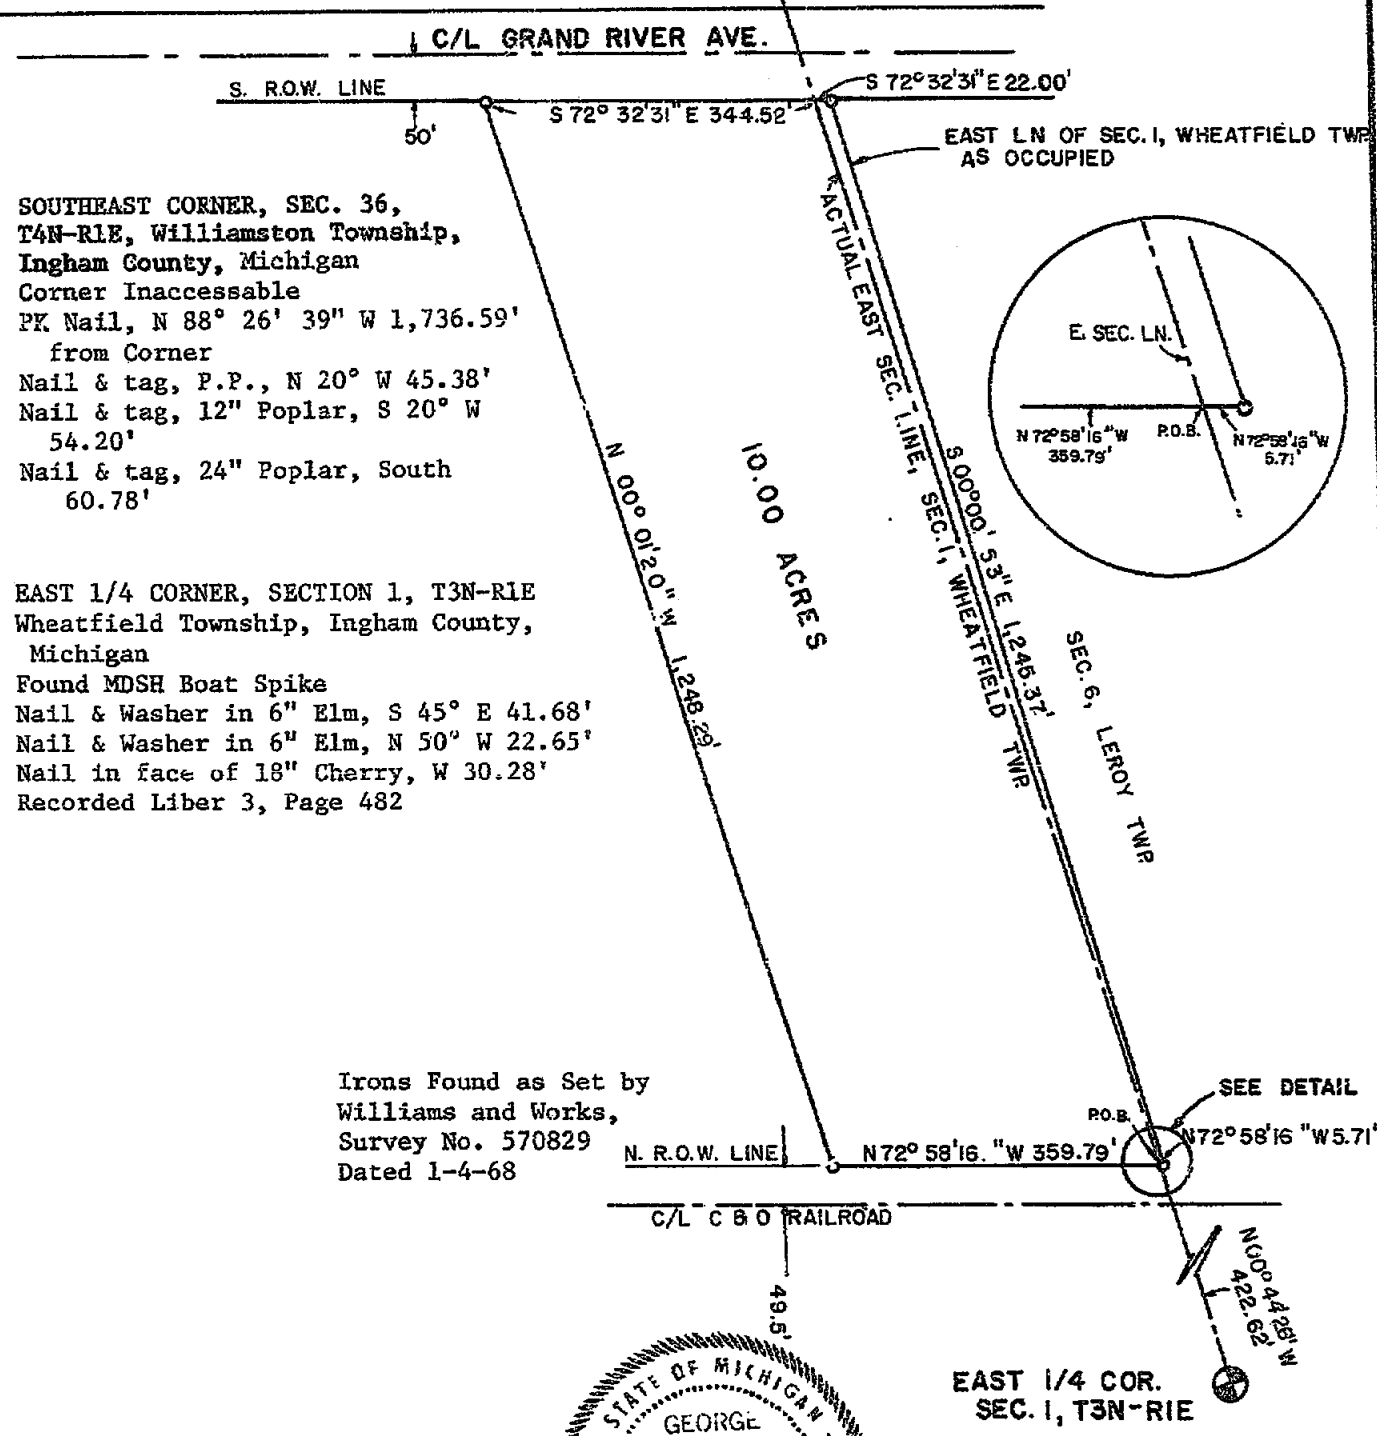 C/L GRAND RIVER AVE.
S. R.O.W. LINE
50'
S 72° 32'31" E 344.52'
S 72°32'31" E 22.00'
EAST LN OF SEC. 1, WHEATFIELD TWP.
AS OCCUPIED
SOUTHEAST CORNER, SEC. 36,
T4N-R1E, Williamston Township,
Ingham County, Michigan
Corner Inaccessable
PK Nail, N 88° 26' 39" W 1,736.59'
from Corner
Nail & tag, P.P., N 20° W 45.38'
Nail & tag, 12" Poplar, S 20° W
54.20'
Nail & tag, 24" Poplar, South
60.78'
EAST 1/4 CORNER, SECTION 1, T3N-R1E
Wheatfield Township, Ingham County,
Michigan
Found MDSH Boat Spike
Nail & Washer in 6" Elm, S 45° E 41.68'
Nail & Washer in 6" Elm, N 50° W 22.65'
Nail in face of 18" Cherry, W 30.28'
Recorded Liber 3, Page 482
N 00° 01'20" W 1,248.29'
10.00 ACRES
ACTUAL EAST SEC. LINE, SEC. 1, WHEATFIELD TWP.
S 00°00' 53" E 1,245.37'
SEC. 6, LEROY TWP.
E. SEC. LN.
N 72°58'16" W
359.79'
P.O.B.
N 72°58'16" W
5.71'
Irons Found as Set by
Williams and Works,
Survey No. 570829
Dated 1-4-68
N. R.O.W. LINE
N 72° 58'16. "W 359.79'
P.O.B.
SEE DETAIL
N72°58'16 "W 5.71'
C/L C & O RAILROAD
49.5'
N 00° 44'26" W
422.62'
EAST 1/4 COR.
SEC. 1, T3N-R1E
STATE OF MICHIGAN
GEORGE